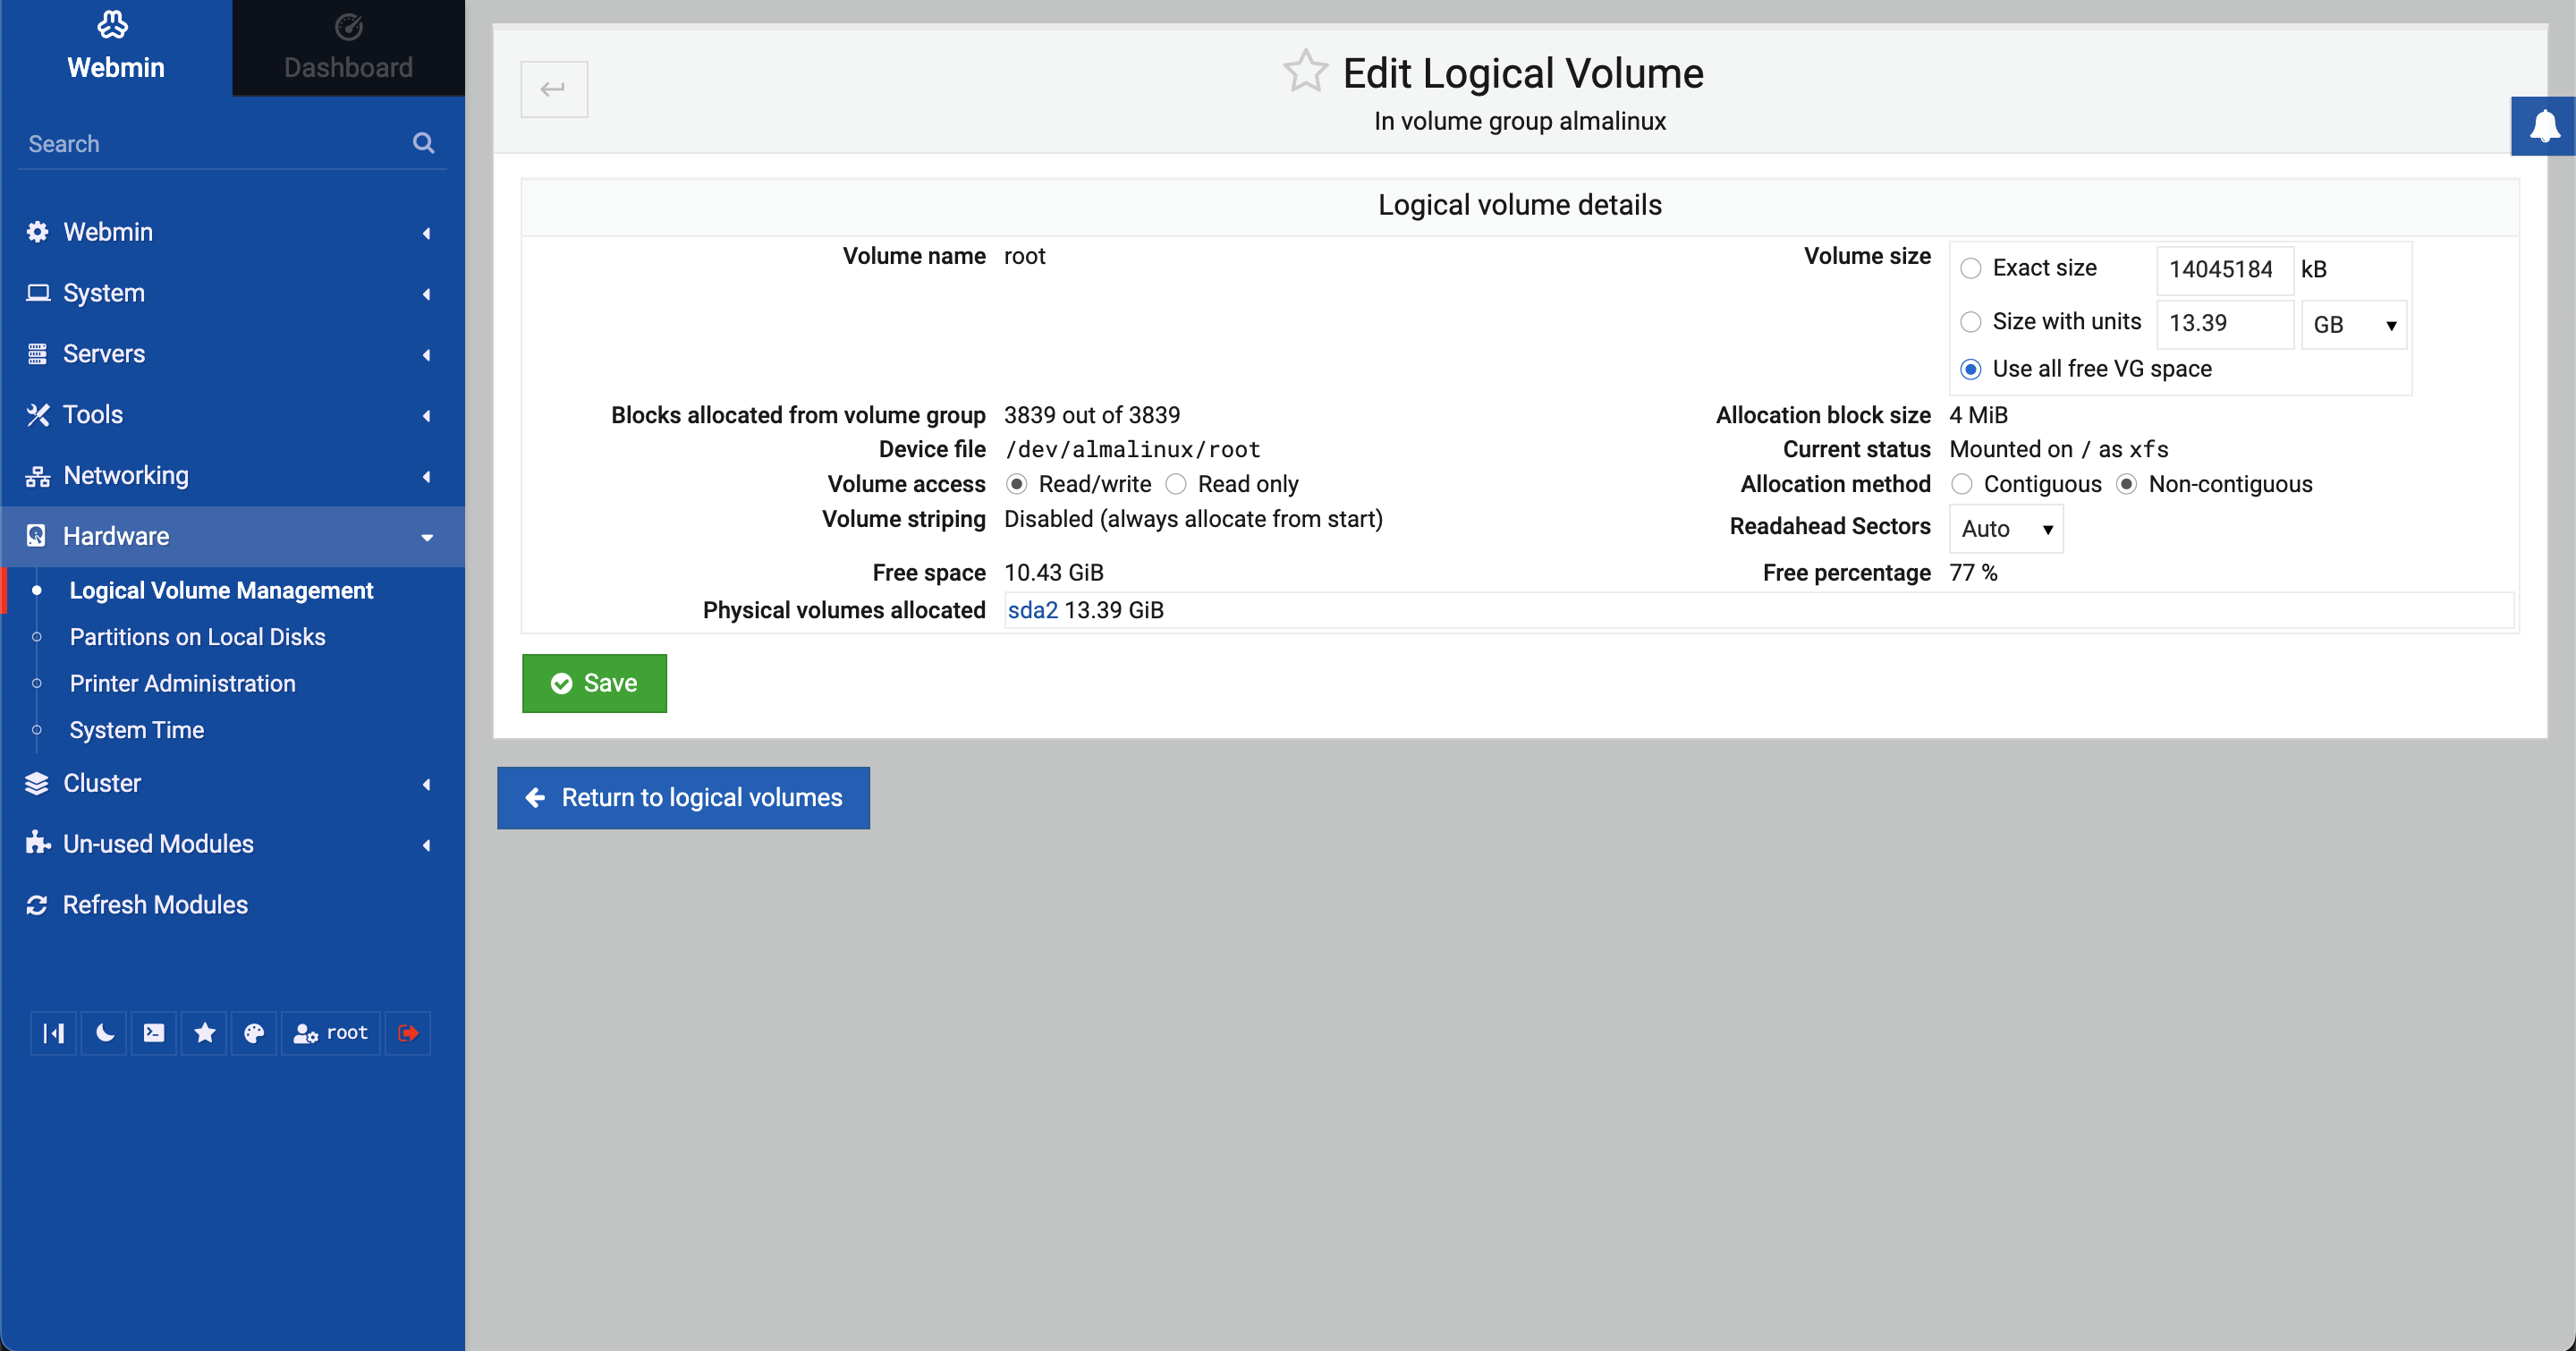 Webmin
Dashboard
Search
Webmin
System
Servers
Tools
Networking
Hardware
Logical Volume Management
Partitions on Local Disks
Printer Administration
System Time
Cluster
Un-used Modules
Refresh Modules
root
Edit Logical Volume
In volume group almalinux
Logical volume details
Volume name root
Volume size
Exact size 14045184 kB
Size with units 13.39 GB
Use all free VG space
Blocks allocated from volume group 3839 out of 3839
Allocation block size 4 MiB
Device file /dev/almalinux/root
Current status Mounted on / as xfs
Volume access Read/write Read only
Allocation method Contiguous Non-contiguous
Volume striping Disabled (always allocate from start)
Readahead Sectors Auto
Free space 10.43 GiB
Free percentage 77 %
Physical volumes allocated sda2 13.39 GiB
Save
Return to logical volumes